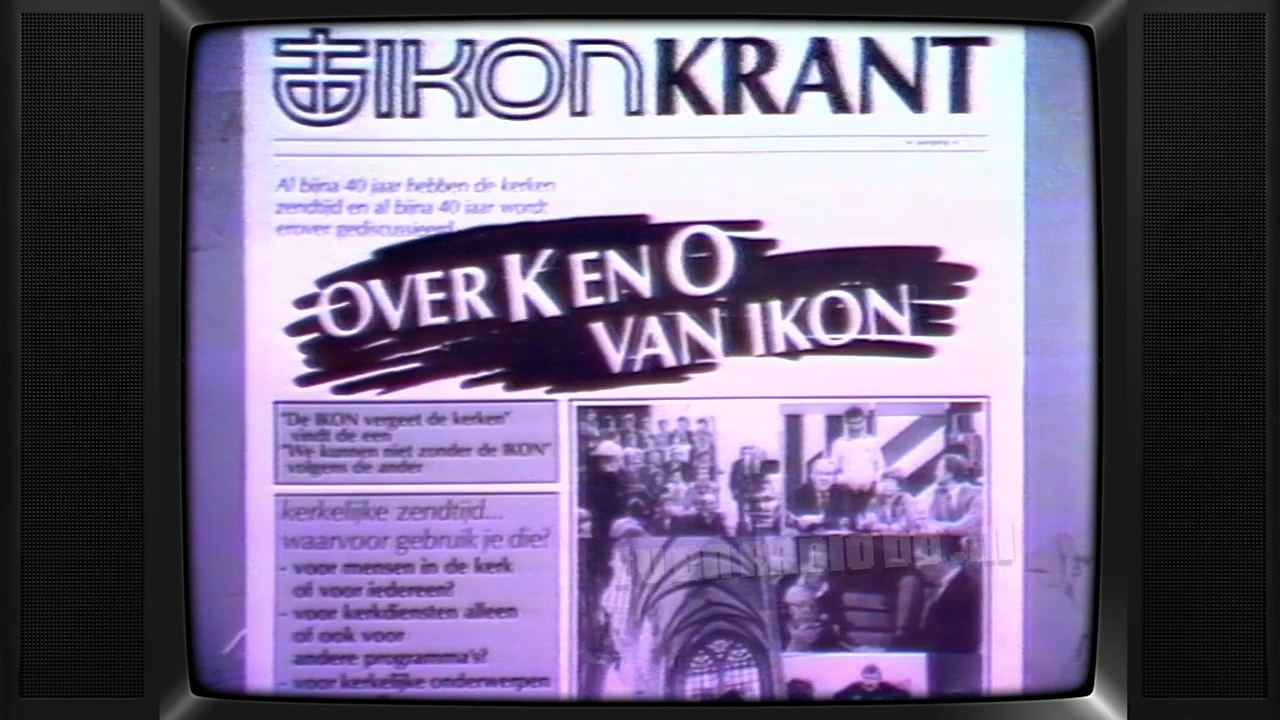 IKON KRANT
Al bijna 40 jaar hebben de kerken
zendtijd en al bijna 40 jaar wordt
erover gediscussieerd
OVER K EN O
VAN IKON
"De IKON vergeet de kerken"
vindt de een
"We kunnen niet zonder de IKON"
volgens de ander
kerkelijke zendtijd...
waarvoor gebruik je die?
- voor mensen in de kerk
of voor iedereen?
- voor kerkdiensten alleen
of ook voor
andere programma's?
- voor kerkelijke onderwerpen